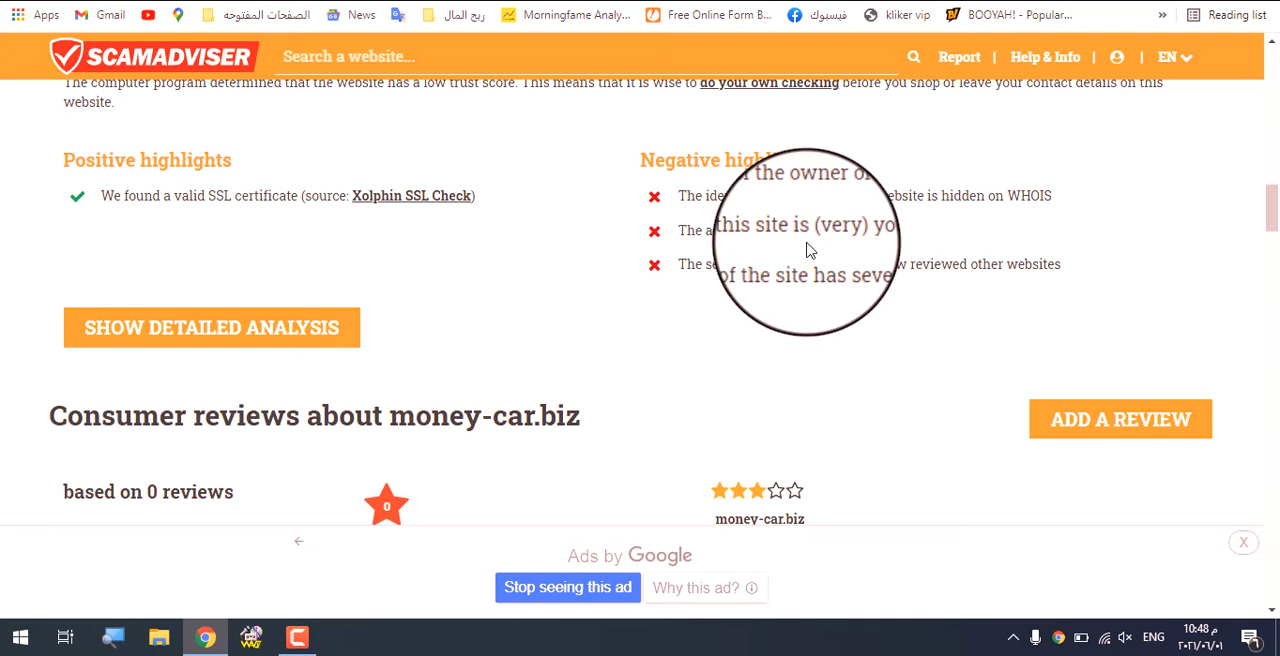 Apps Gmail الصفحات المفتوحه News ربح المال Morningfame Analy... Free Online Form B... فيسبوك kliker vip BOOYAH! - Popular... » Reading list
SCAMADVISER Search a website... Report | Help & Info | | EN
The computer program determined that the website has a low trust score. This means that it is wise to do your own checking before you shop or leave your contact details on this
website.
Positive highlights
We found a valid SSL certificate (source: Xolphin SSL Check)
Negative
The ebsite is hidden on WHOIS
The
The reviewed other websites
the owner
this site is (very)
of the site has
SHOW DETAILED ANALYSIS
Consumer reviews about money-car.biz
ADD A REVIEW
based on 0 reviews
0
money-car.biz
Ads by Google
X
Stop seeing this ad Why this ad?
ENG
10:48 م
٢٠٢١/٠٦/٠١
٦